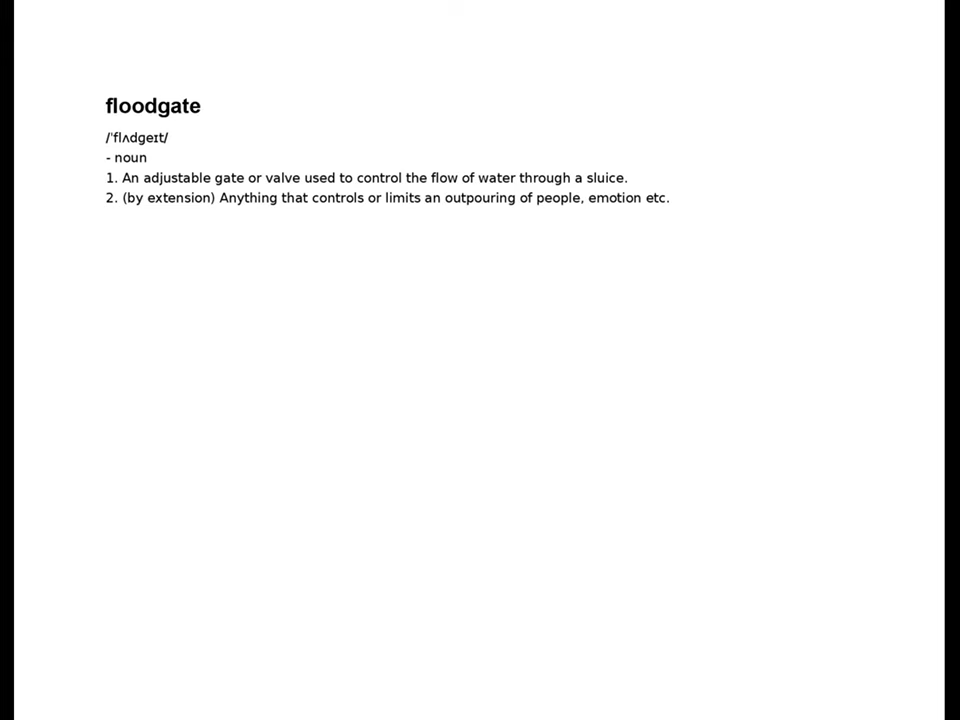 floodgate
/ˈflʌdgeɪt/
- noun
1. An adjustable gate or valve used to control the flow of water through a sluice.
2. (by extension) Anything that controls or limits an outpouring of people, emotion etc.